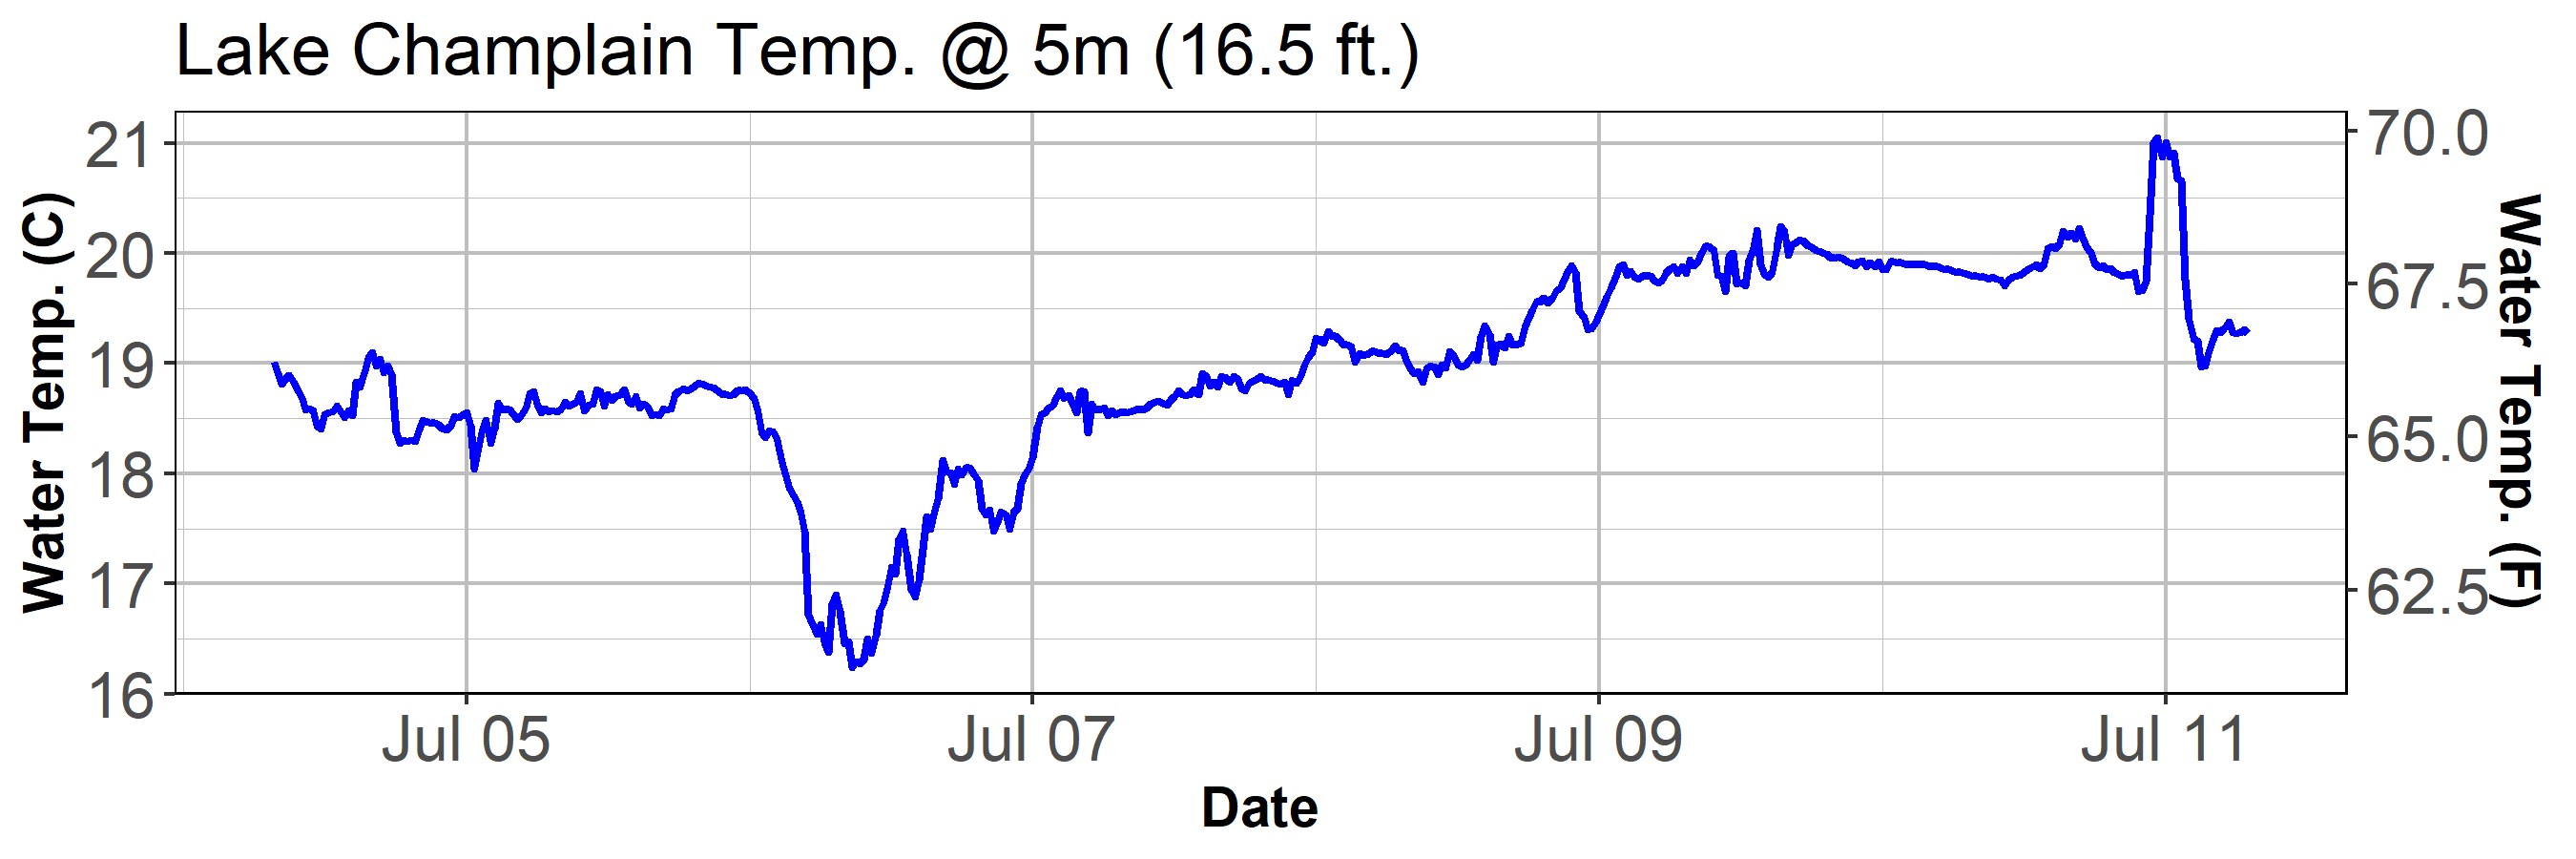 Lake Champlain Temp. @ 5m (16.5 ft.)
Water Temp. (C)
21
20
19
18
17
16
70.0
67.5
65.0
62.5
Water Temp. (F)
Jul 05 Jul 07 Jul 09 Jul 11
Date